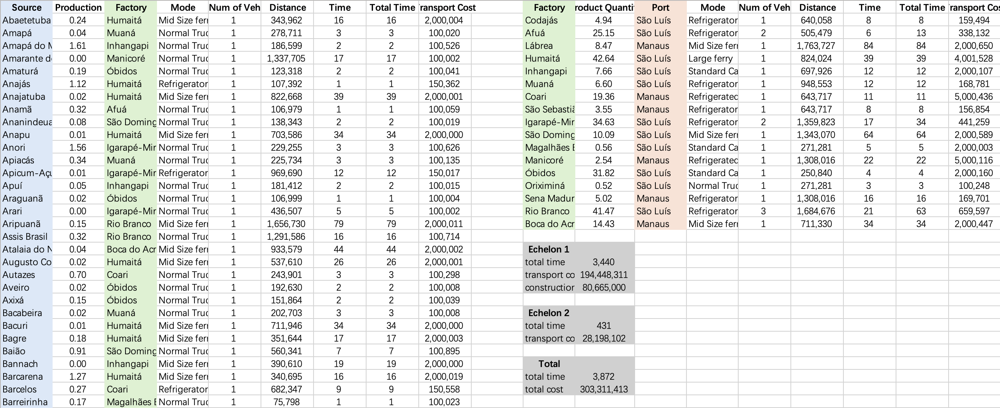 Source Production Factory Mode Num of Veh Distance Time Total Time Transport Cost Factory Product Quanti Port Mode Num of Veh Distance Time Total Time Transport Cos
Abaetetuba 0.24 Humaitá Mid Size fer 1 343,962 16 16 2,000,004 Codajás 4.94 São Luís Refrigerator 1 640,058 8 8 159,494
Amapá 0.04 Muaná Normal Truc 1 278,711 3 3 100,020 Afuá 25.15 São Luís Refrigerator 2 505,479 6 13 338,132
Amapá do M 1.61 Inhangapi Normal Truc 1 186,599 2 2 100,526 Lábrea 8.47 Manaus Mid Size ferr 1 1,763,727 84 84 2,000,650
Amarante de 0.00 Manicoré Normal Truc 1 1,337,705 17 17 100,002 Humaitá 42.64 São Luís Large ferry 1 824,024 39 39 4,001,528
Amaturá 0.19 Óbidos Normal Truc 1 123,318 2 2 100,041 Inhangapi 7.66 São Luís Standard Ca 1 697,926 12 12 2,000,107
Anajás 1.12 Humaitá Refrigerator 1 107,392 1 1 150,362 Muaná 6.60 São Luís Refrigerator 1 948,553 12 12 168,781
Anajatuba 0.02 Humaitá Mid Size ferr 1 822,668 39 39 2,000,001 Coari 19.36 Manaus Refrigerated 1 643,717 11 11 5,000,436
Anamã 0.32 Afuá Normal Truc 1 106,979 1 1 100,059 São Sebastiã 3.55 Manaus Refrigerator 1 643,717 8 8 156,854
Ananindeua 0.08 São Doming Normal Truc 1 138,343 2 2 100,019 Igarapé-Mir 34.63 São Luís Refrigerator 2 1,359,823 17 34 441,259
Anapu 0.01 Humaitá Mid Size ferr 1 703,586 34 34 2,000,000 São Doming 10.09 São Luís Mid Size ferr 1 1,343,070 64 64 2,000,589
Anori 1.56 Igarapé-Mir Normal Truc 1 229,255 3 3 100,626 Magalhães B 0.56 São Luís Standard Ca 1 271,281 5 5 2,000,003
Apiacás 0.34 Muaná Normal Truc 1 225,734 3 3 100,135 Manicoré 2.54 Manaus Refrigerated 1 1,308,016 22 22 5,000,116
Apicum-Açu 0.01 Igarapé-Mir Refrigerator 1 969,690 12 12 150,017 Óbidos 31.82 São Luís Standard Ca 1 250,840 4 4 2,000,160
Apuí 0.05 Inhangapi Normal Truc 1 181,412 2 2 100,015 Oriximiná 0.52 São Luís Normal Truc 1 271,281 3 3 100,248
Araguanã 0.02 Óbidos Normal Truc 1 106,999 1 1 100,004 Sena Madur 5.02 Manaus Refrigerator 1 1,308,016 16 16 169,701
Arari 0.00 Igarapé-Mir Normal Truc 1 436,507 5 5 100,002 Rio Branco 41.47 São Luís Refrigerator 3 1,684,676 21 63 659,597
Aripuanã 0.15 Rio Branco Mid Size ferr 1 1,656,730 79 79 2,000,011 Boca do Acr 14.43 Manaus Mid Size ferr 1 711,330 34 34 2,000,447
Assis Brasil 0.32 Rio Branco Normal Truc 1 1,291,586 16 16 100,714
Atalaia do N 0.04 Boca do Acr Mid Size ferr 1 933,579 44 44 2,000,002 Echelon 1
Augusto Co 0.02 Humaitá Mid Size ferr 1 537,610 26 26 2,000,001 total time 3,440
Autazes 0.70 Coari Normal Truc 1 243,901 3 3 100,298 transport co 194,448,311
Aveiro 0.02 Óbidos Normal Truc 1 192,630 2 2 100,008 construction 80,665,000
Axixá 0.15 Óbidos Normal Truc 1 151,864 2 2 100,039
Bacabeira 0.02 Muaná Normal Truc 1 202,703 3 3 100,008 Echelon 2
Bacuri 0.01 Humaitá Mid Size ferr 1 711,946 34 34 2,000,000 total time 431
Bagre 0.18 Humaitá Mid Size ferr 1 351,644 17 17 2,000,003 transport co 28,198,102
Baião 0.91 São Doming Normal Truc 1 560,341 7 7 100,895
Bannach 0.00 Inhangapi Mid Size ferr 1 390,610 19 19 2,000,000 Total
Barcarena 1.27 Humaitá Mid Size ferr 1 340,695 16 16 2,000,019 total time 3,872
Barcelos 0.27 Coari Refrigerator 1 682,347 9 9 150,558 total cost 303,311,413
Barreirinha 0.17 Magalhães B Normal Truc 1 75,798 1 1 100,023